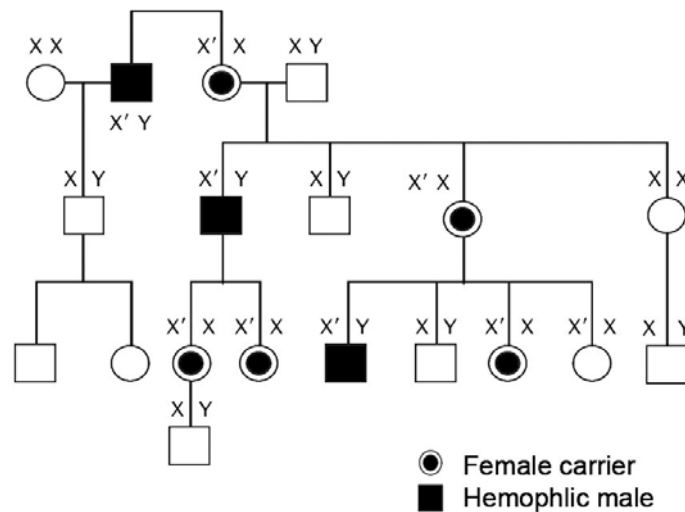 X X
X′ X
X Y
X′ Y
X Y
X′ Y
X Y
X′ X
X X
X′ X
X′ X
X′ Y
X Y
X′ X
X′ X
X Y
X Y
Female carrier
Hemophlic male